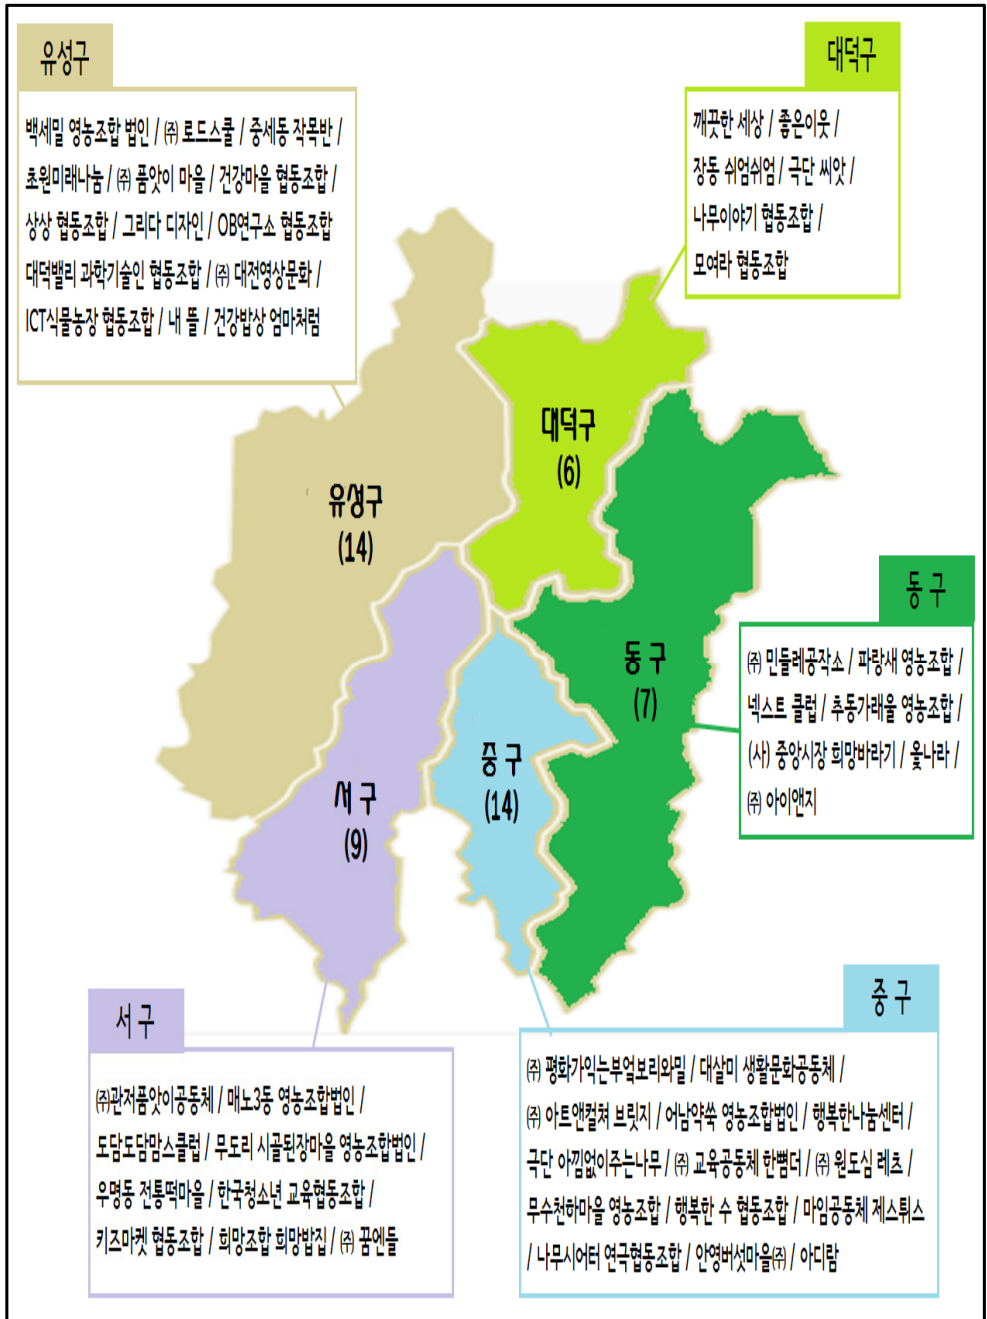 유성구
백세밀 영농조합 법인 / ㈜ 로드스쿨 / 중세동 작목반 /
초원미래나눔 / ㈜ 품앗이 마을 / 건강마을 협동조합 /
상상 협동조합 / 그리다 디자인 / OB연구소 협동조합
대덕밸리 과학기술인 협동조합 / ㈜ 대전영상문화 /
ICT식물농장 협동조합 / 내 뜰 / 건강밥상 엄마처럼
대덕구
깨끗한 세상 / 좋은이웃 /
장동 쉬엄쉬엄 / 극단 씨앗 /
나무이야기 협동조합 /
모여라 협동조합
대덕구
(6)
유성구
(14)
동 구
(7)
중 구
(14)
서 구
(9)
동 구
㈜ 민들레공작소 / 파랑새 영농조합 /
넥스트 클럽 / 추동가래울 영농조합 /
(사) 중앙시장 희망바라기 / 옻나라 /
㈜ 아이앤지
서 구
㈜관저품앗이공동체 / 매노3동 영농조합법인 /
도담도담맘스클럽 / 무도리 시골된장마을 영농조합법인 /
우명동 전통떡마을 / 한국청소년 교육협동조합 /
키즈마켓 협동조합 / 희망조합 희망밥집 / ㈜ 꿈엔들
중 구
㈜ 평화가익는부엌보리와밀 / 대살미 생활문화공동체 /
㈜ 아트앤컬쳐 브릿지 / 어남약쑥 영농조합법인 / 행복한나눔센터 /
극단 아낌없이주는나무 / ㈜ 교육공동체 한뼘더 / ㈜ 원도심 레츠 /
무수천하마을 영농조합 / 행복한 수 협동조합 / 마임공동체 제스튀스
/ 나무시어터 연극협동조합 / 안영버섯마을㈜ / 아디람